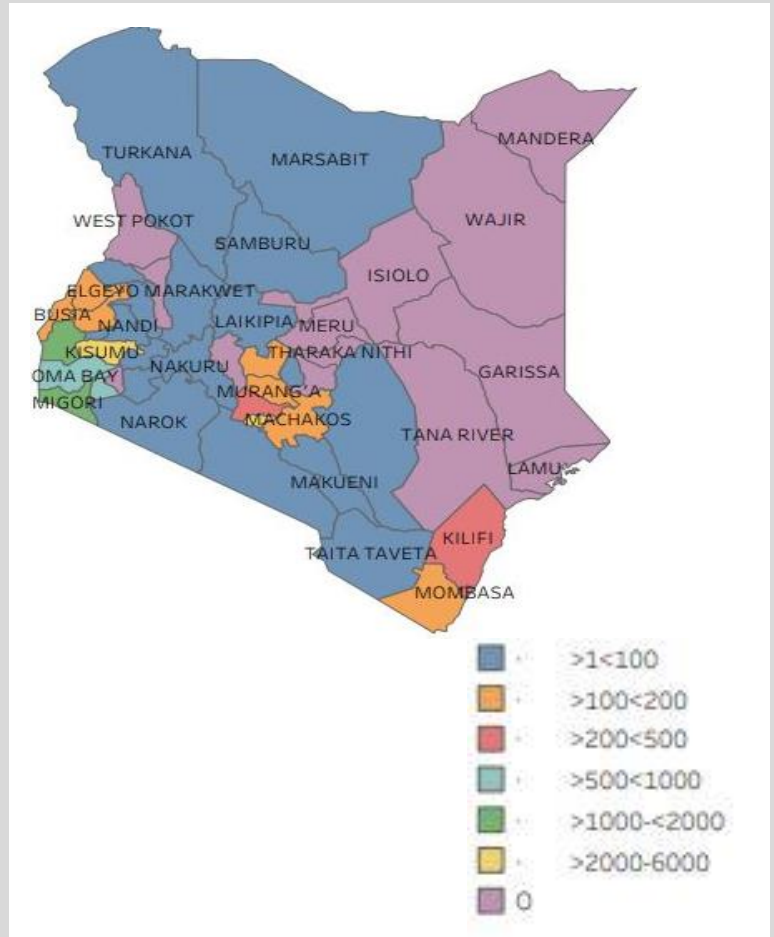 MANDERA
TURKANA
MARSABIT
WEST POKOT
WAJIR
SAMBURU
ISIOLO
ELGEYO MARAKWET
BUSIA
NANDI
LAIKIPIA
MERU
KISUMU
THARAKA NITHI
NAKURU
GARISSA
OMA BAY
MURANG'A
MIGORI
NAROK
MACHAKOS
TANA RIVER
LAMU
MAKUENI
KILIFI
TAITA TAVETA
MOMBASA
>1<100
>100<200
>200<500
>500<1000
>1000-<2000
>2000-6000
0